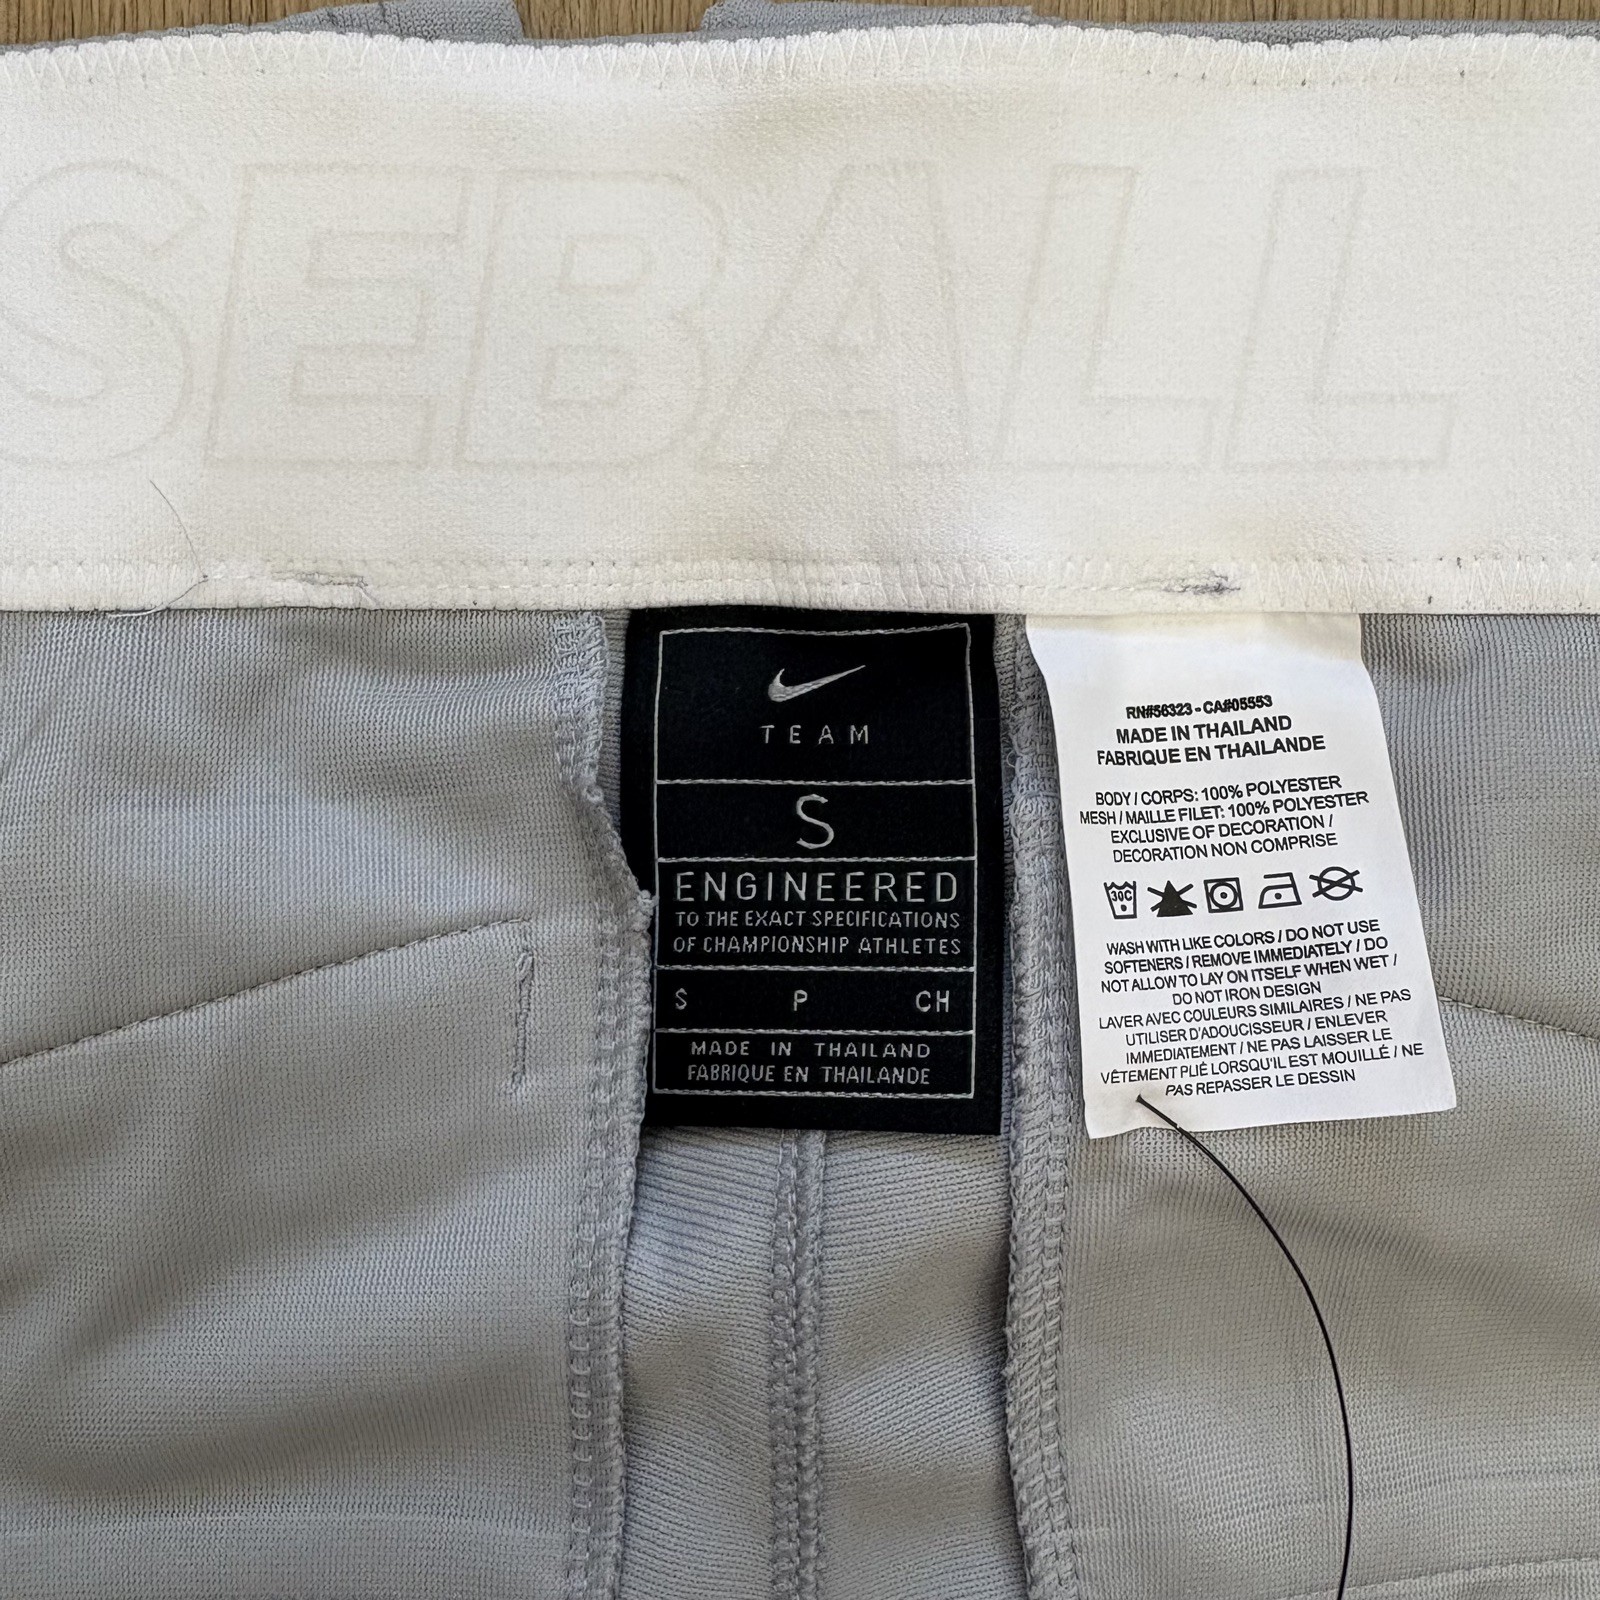 SEBALL
TEAM
S
ENGINEERED
TO THE EXACT SPECIFICATIONS
OF CHAMPIONSHIP ATHLETES
S P CH
MADE IN THAILAND
FABRIQUE EN THAILANDE
RN#56323 - CA#05553
MADE IN THAILAND
FABRIQUE EN THAILANDE
BODY / CORPS: 100% POLYESTER
MESH / MAILLE FILET: 100% POLYESTER
EXCLUSIVE OF DECORATION /
DECORATION NON COMPRISE
30C
WASH WITH LIKE COLORS / DO NOT USE
SOFTENERS / REMOVE IMMEDIATELY / DO
NOT ALLOW TO LAY ON ITSELF WHEN WET /
DO NOT IRON DESIGN
LAVER AVEC COULEURS SIMILAIRES / NE PAS
UTILISER D'ADOUCISSEUR / ENLEVER
IMMEDIATEMENT / NE PAS LAISSER LE
VÊTEMENT PLIÉ LORSQU'IL EST MOUILLÉ / NE
PAS REPASSER LE DESSIN